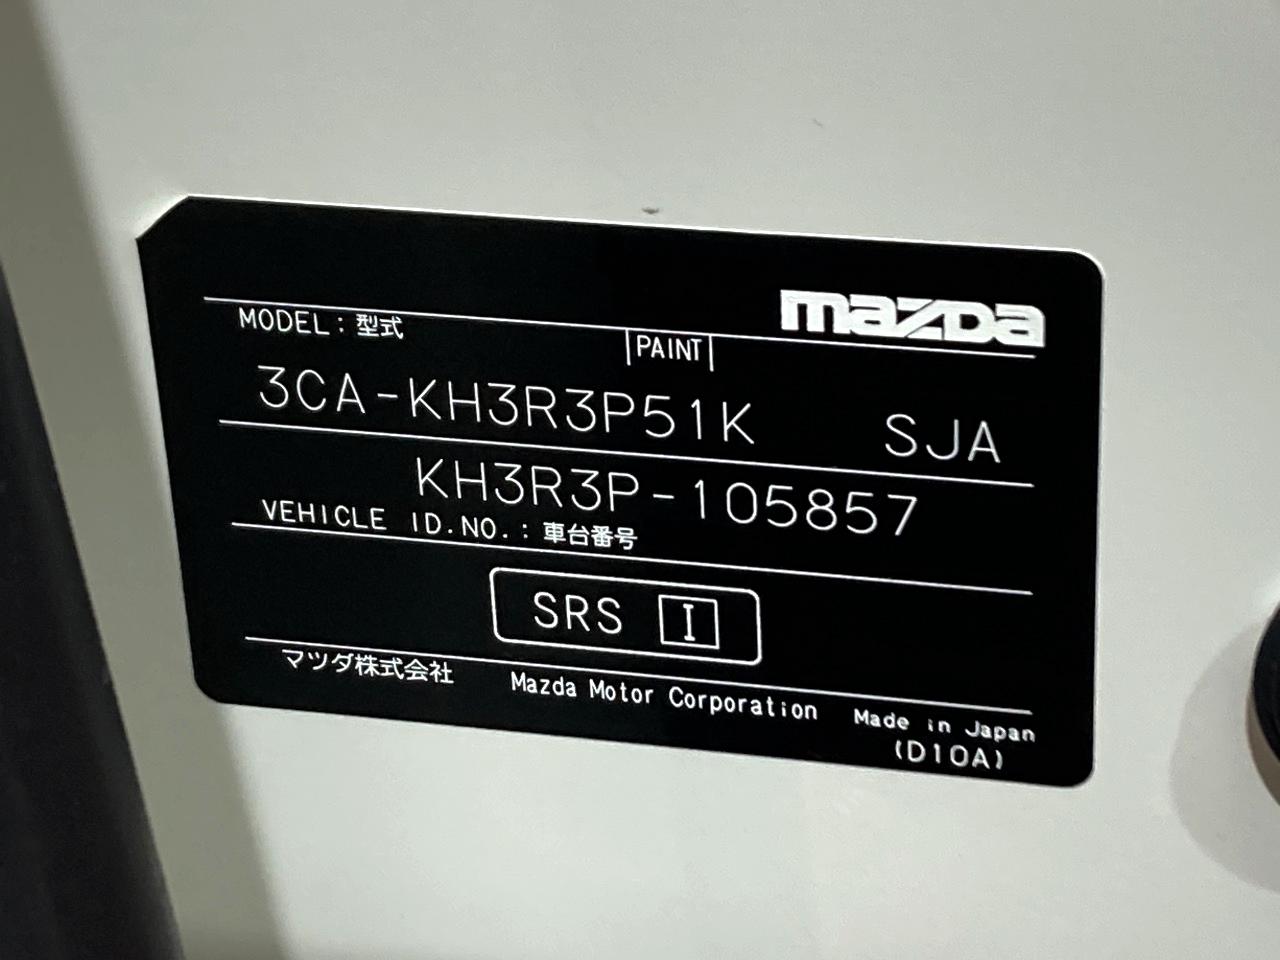 mazda
MODEL : 型式
PAINT
3CA-KH3R3P51K SJA
KH3R3P-105857
VEHICLE ID.NO. : 車台番号
SRS I
マツダ株式会社 Mazda Motor Corporation Made in Japan
(D10A)